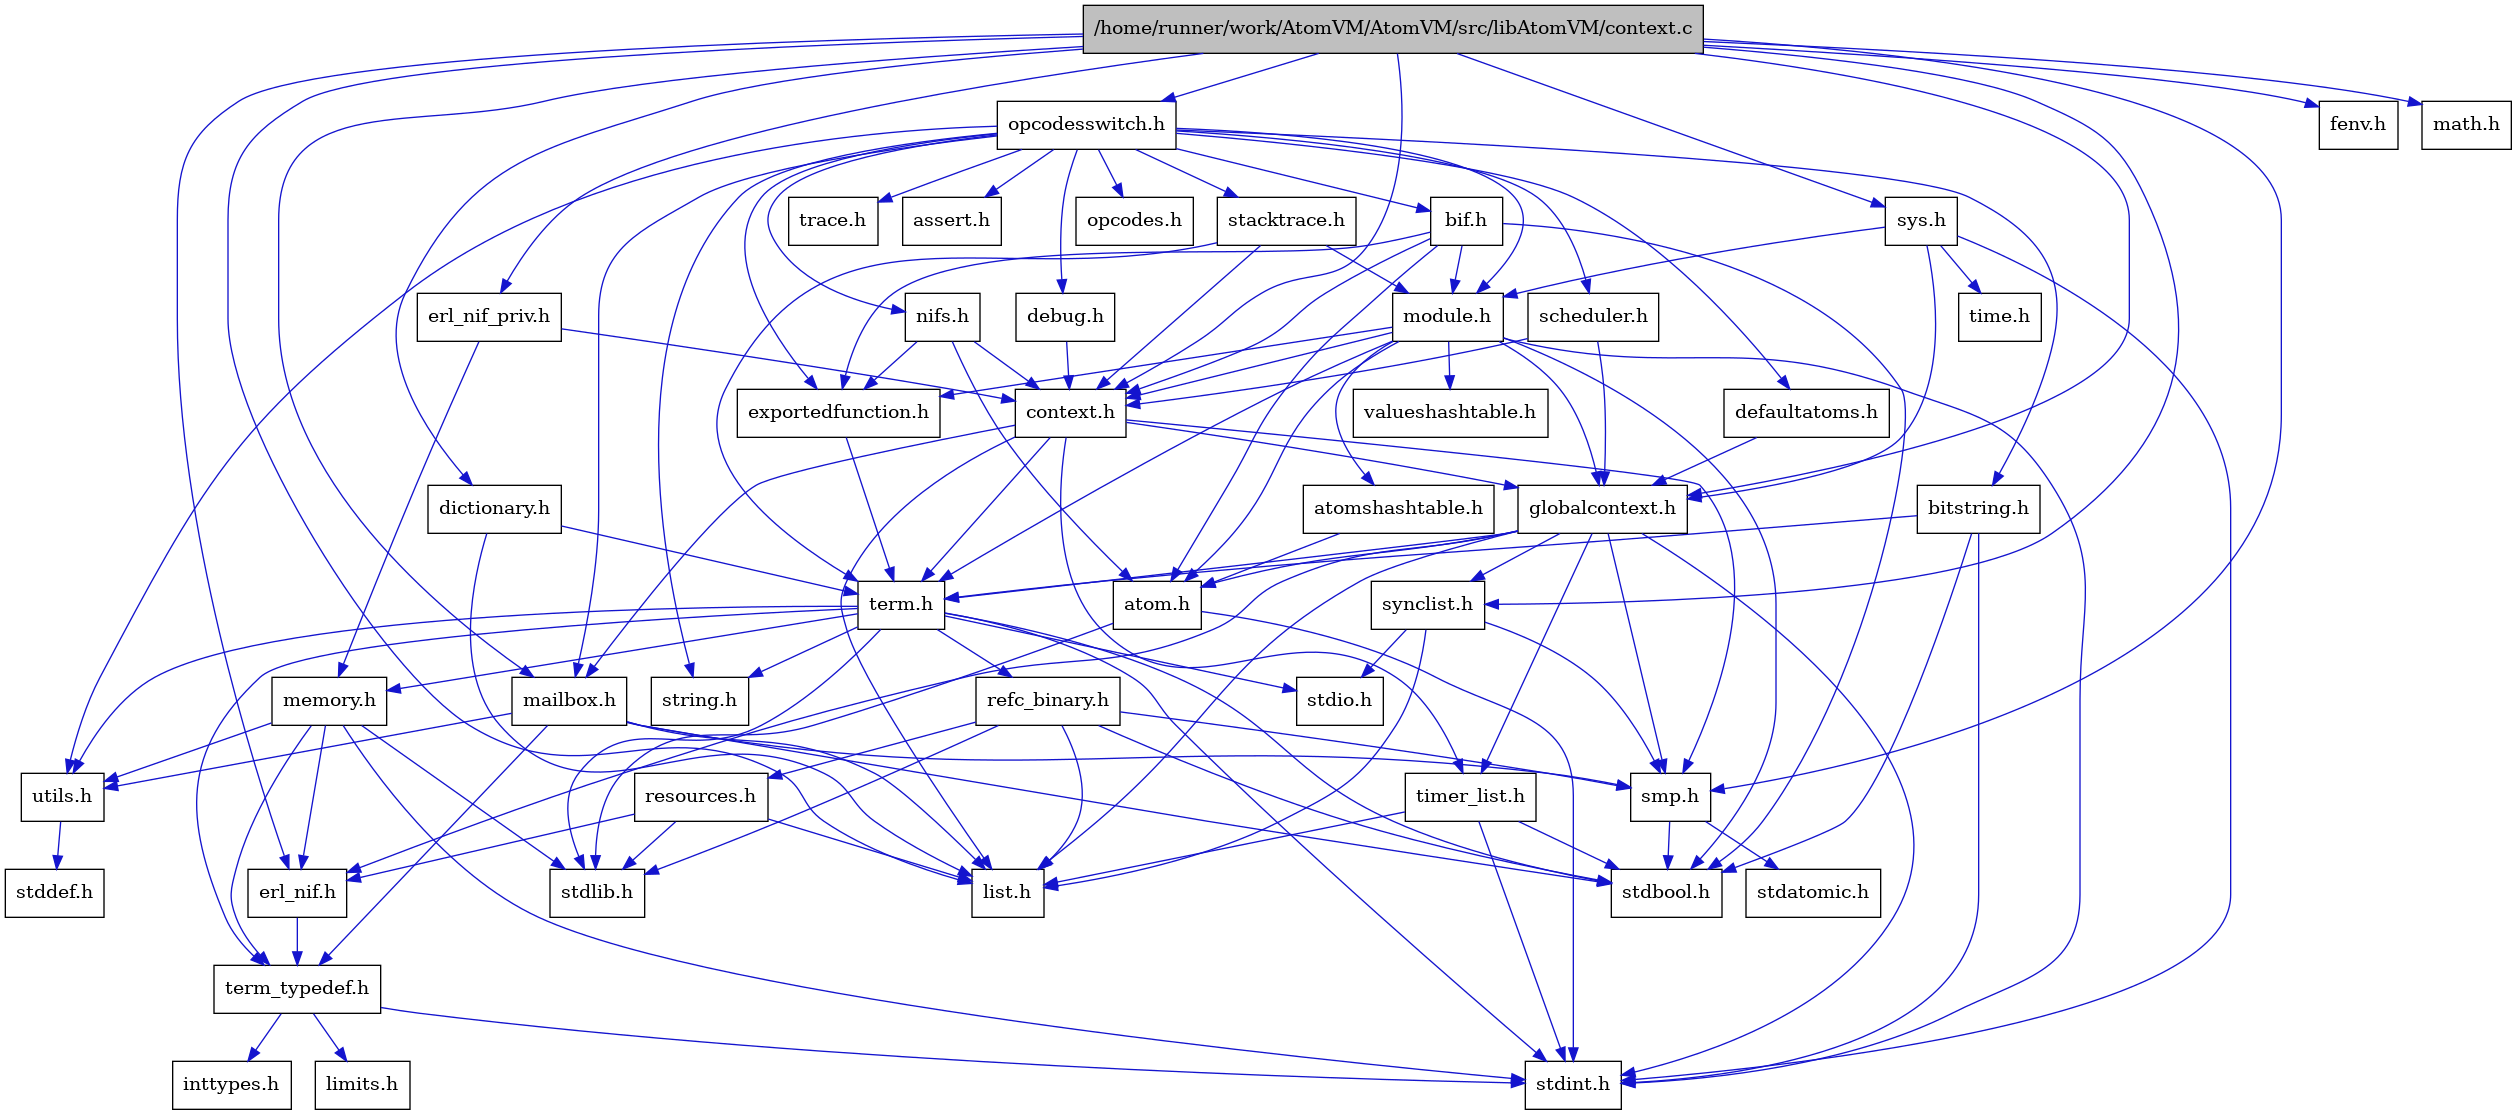 /home/runner/work/AtomVM/AtomVM/src/libAtomVM/context.c
opcodesswitch.h
fenv.h
math.h
trace.h
assert.h
opcodes.h
stacktrace.h
bif.h
sys.h
erl_nif_priv.h
nifs.h
debug.h
module.h
scheduler.h
time.h
exportedfunction.h
context.h
valueshashtable.h
defaultatoms.h
dictionary.h
atomshashtable.h
globalcontext.h
bitstring.h
term.h
atom.h
synclist.h
memory.h
mailbox.h
string.h
refc_binary.h
stdio.h
utils.h
resources.h
timer_list.h
smp.h
stddef.h
erl_nif.h
stdlib.h
list.h
stdbool.h
stdatomic.h
term_typedef.h
inttypes.h
limits.h
stdint.h